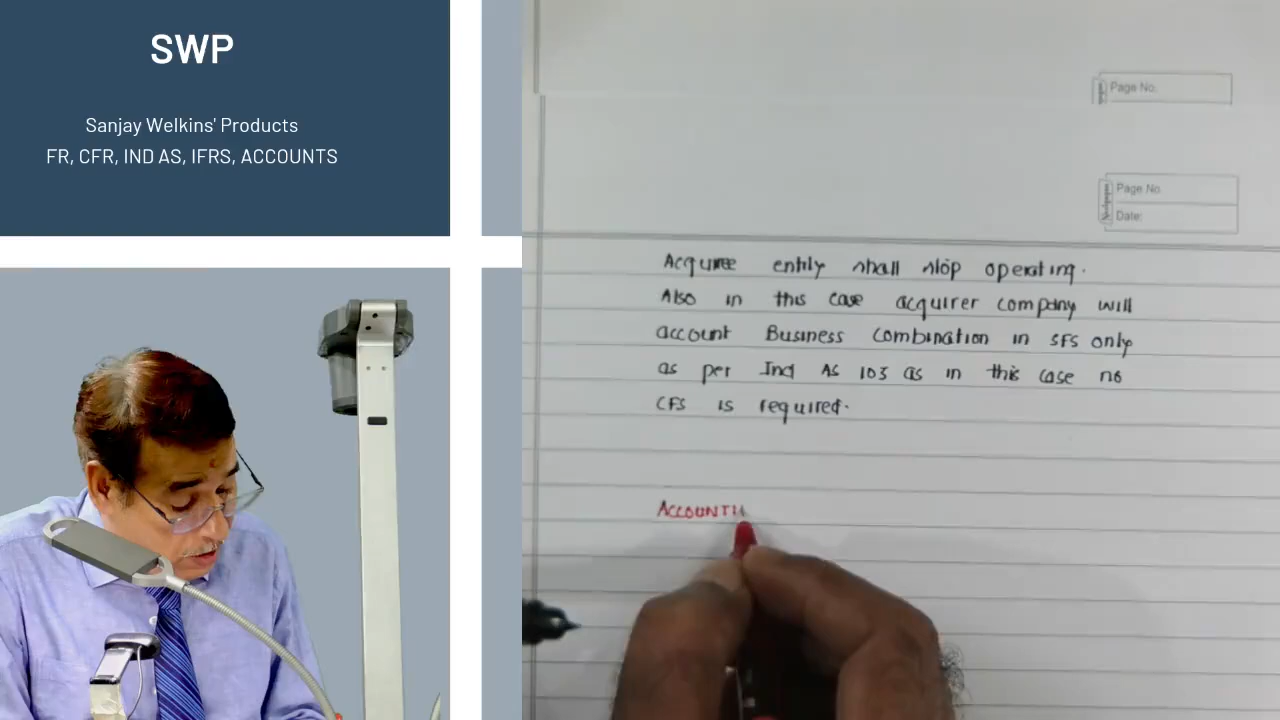 SWP
Sanjay Welkins' Products
FR, CFR, IND AS, IFRS, ACCOUNTS
Page No.
Page No.
Date:
Acquiree entity shall stop operating.
Also in this case acquirer company will
account Business Combination in SFS only
as per Ind AS 103 as in this case no
CFS is required.
ACCOUNTI